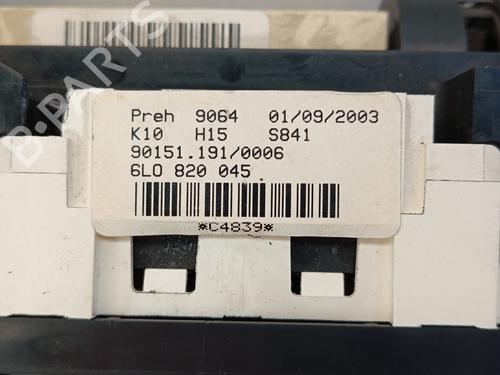 Preh 9064 01/09/2003
K10 H15 S841
90151.191/0006
6L0 820 045
*C4839*
B-PARTS